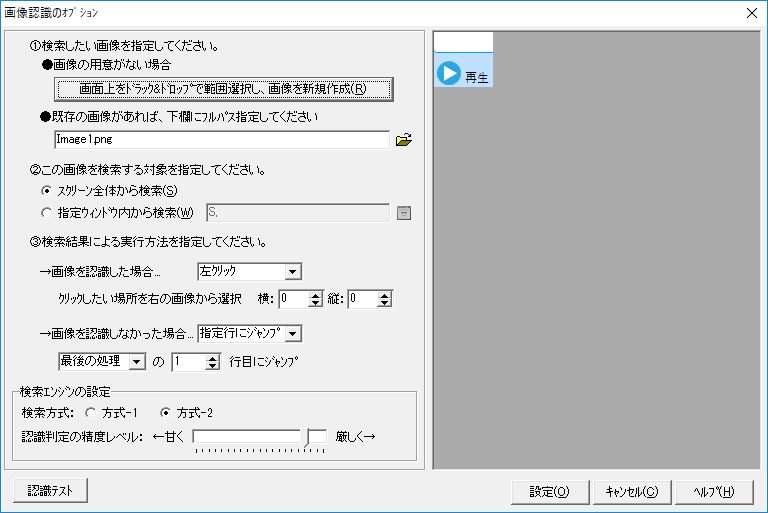 画像認識のｵﾌﾟｼｮﾝ
①検索したい画像を指定してください。
●画像の用意がない場合
画面上をﾄﾞﾗｯｸ&ﾄﾞﾛｯﾌﾟで範囲選択し、画像を新規作成(R)
●既存の画像があれば、下欄にﾌﾙﾊﾟｽ指定してください
Image1.png
②この画像を検索する対象を指定してください。
ｽｸﾘｰﾝ全体から検索(S)
指定ｳｨﾝﾄﾞｳ内から検索(W) S,
③検索結果による実行方法を指定してください。
→画像を認識した場合... 左ｸﾘｯｸ
ｸﾘｯｸしたい場所を右の画像から選択 横: 0 縦: 0
→画像を認識しなかった場合... 指定行にｼﾞｬﾝﾌﾟ
最後の処理 の 1 行目にｼﾞｬﾝﾌﾟ
検索ｴﾝｼﾞﾝの設定
検索方式: 方式-1 方式-2
認識判定の精度ﾚﾍﾞﾙ: ←甘く 厳しく→
認識ﾃｽﾄ
再生
設定(O) ｷｬﾝｾﾙ(C) ﾍﾙﾌﾟ(H)